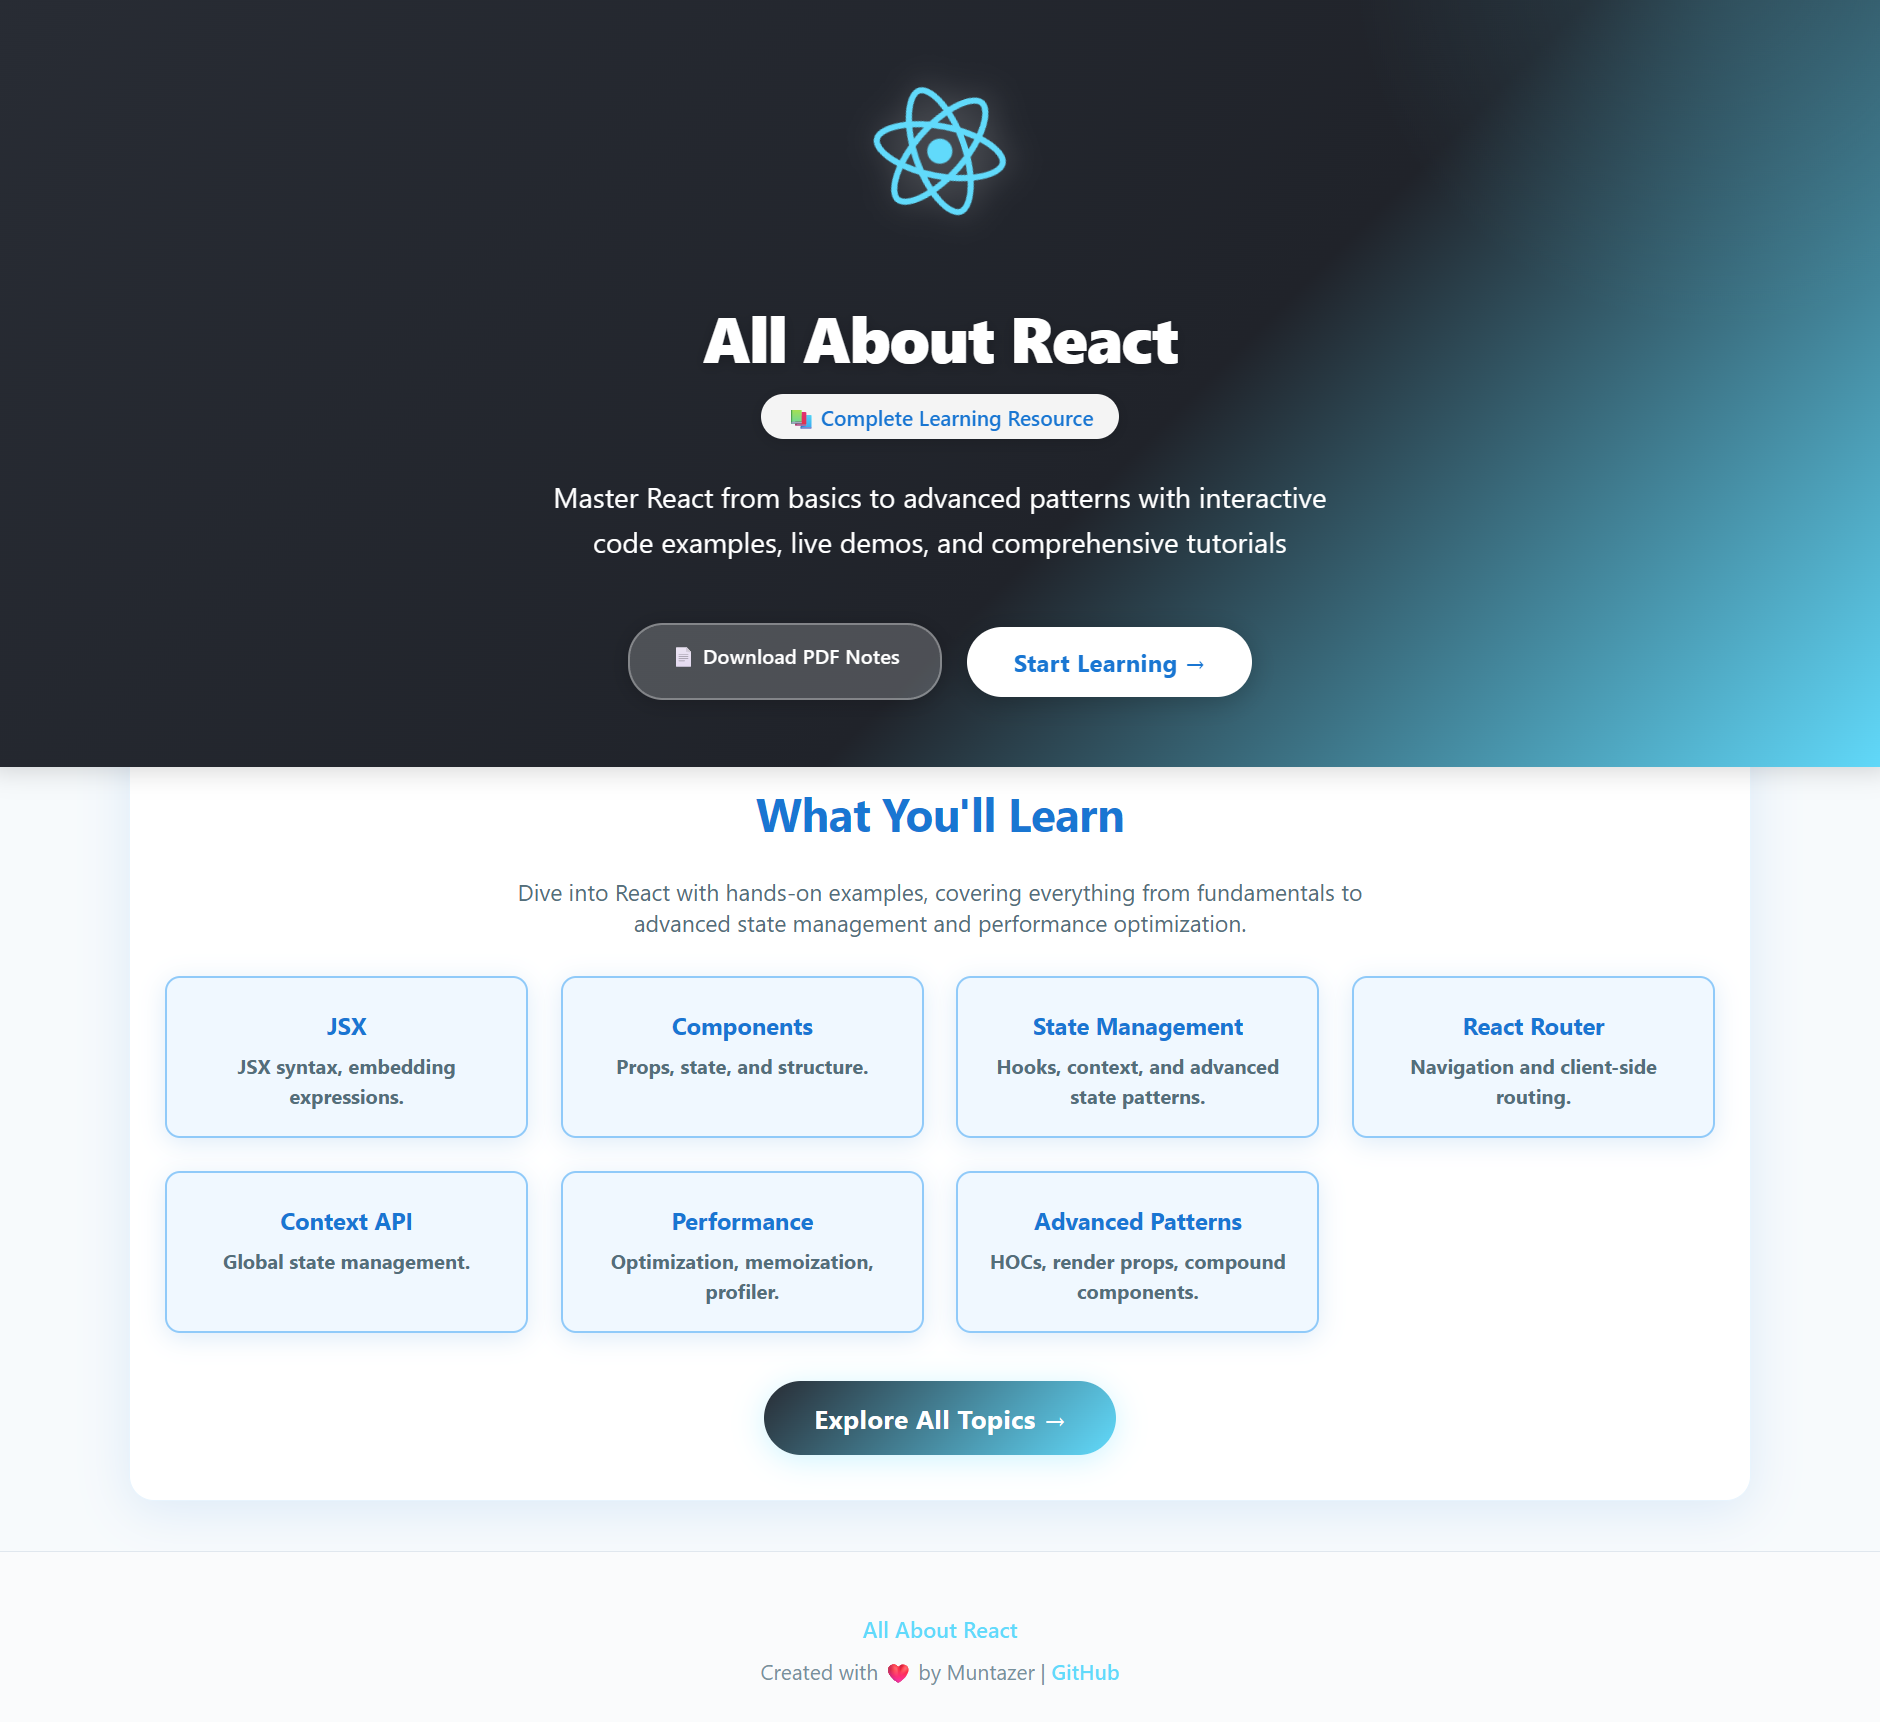 All About React
📚 Complete Learning Resource
Master React from basics to advanced patterns with interactive
code examples, live demos, and comprehensive tutorials
📄 Download PDF Notes
Start Learning →
What You'll Learn
Dive into React with hands-on examples, covering everything from fundamentals to
advanced state management and performance optimization.
JSX
JSX syntax, embedding
expressions.
Components
Props, state, and structure.
State Management
Hooks, context, and advanced
state patterns.
React Router
Navigation and client-side
routing.
Context API
Global state management.
Performance
Optimization, memoization,
profiler.
Advanced Patterns
HOCs, render props, compound
components.
Explore All Topics →
All About React
Created with ❤️ by Muntazer | GitHub